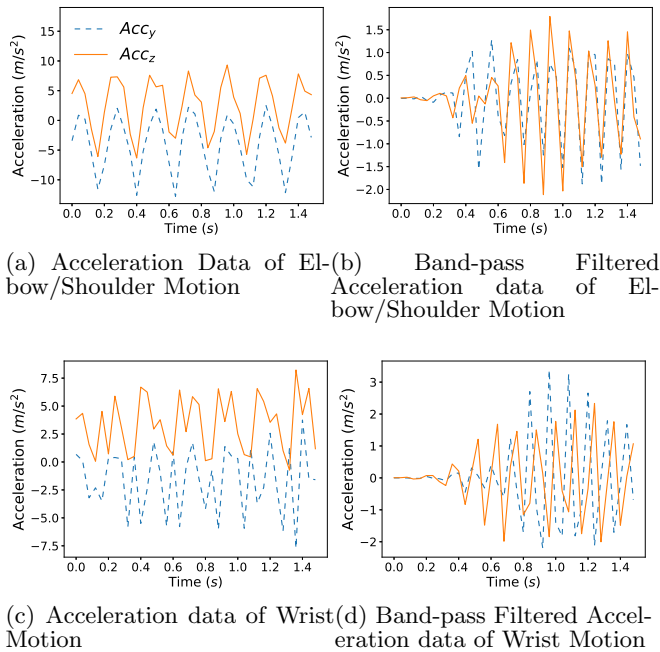 15
10
5
0
−5
−10
Acceleration (m/s²)
Acc_y
Acc_z
0.0 0.2 0.4 0.6 0.8 1.0 1.2 1.4
Time (s)
1.5
1.0
0.5
0.0
−0.5
−1.0
−1.5
−2.0
Acceleration (m/s²)
0.0 0.2 0.4 0.6 0.8 1.0 1.2 1.4
Time (s)
(a)
(b)
(a) Acceleration Data of El-
bow/Shoulder Motion
(b) Band-pass Filtered
Acceleration data of El-
bow/Shoulder Motion
7.5
5.0
2.5
0.0
−2.5
−5.0
−7.5
Acceleration (m/s²)
0.0 0.2 0.4 0.6 0.8 1.0 1.2 1.4
Time (s)
3
2
1
0
−1
−2
Acceleration (m/s²)
0.0 0.2 0.4 0.6 0.8 1.0 1.2 1.4
Time (s)
(c) Acceleration data of Wrist
Motion
(d) Band-pass Filtered Accel-
eration data of Wrist Motion